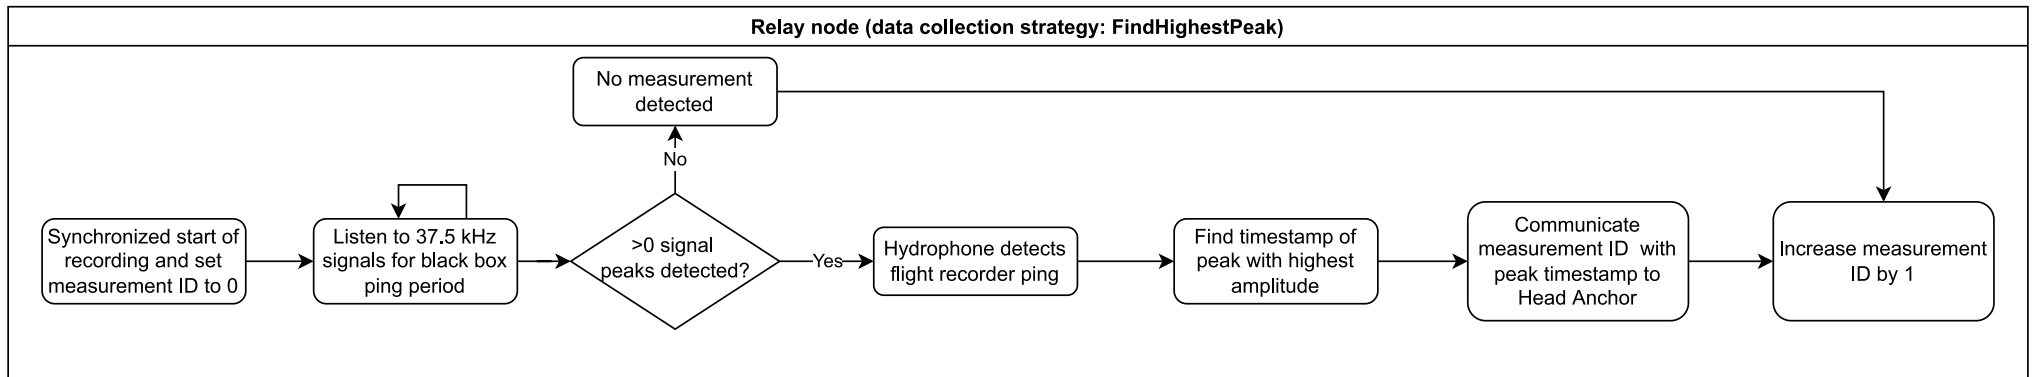 Relay node (data collection strategy: FindHighestPeak)
No measurement
detected
No
Synchronized start of
recording and set
measurement ID to 0
Listen to 37.5 kHz
signals for black box
ping period
>0 signal
peaks detected?
Yes
Hydrophone detects
flight recorder ping
Find timestamp of
peak with highest
amplitude
Communicate
measurement ID with
peak timestamp to
Head Anchor
Increase measurement
ID by 1